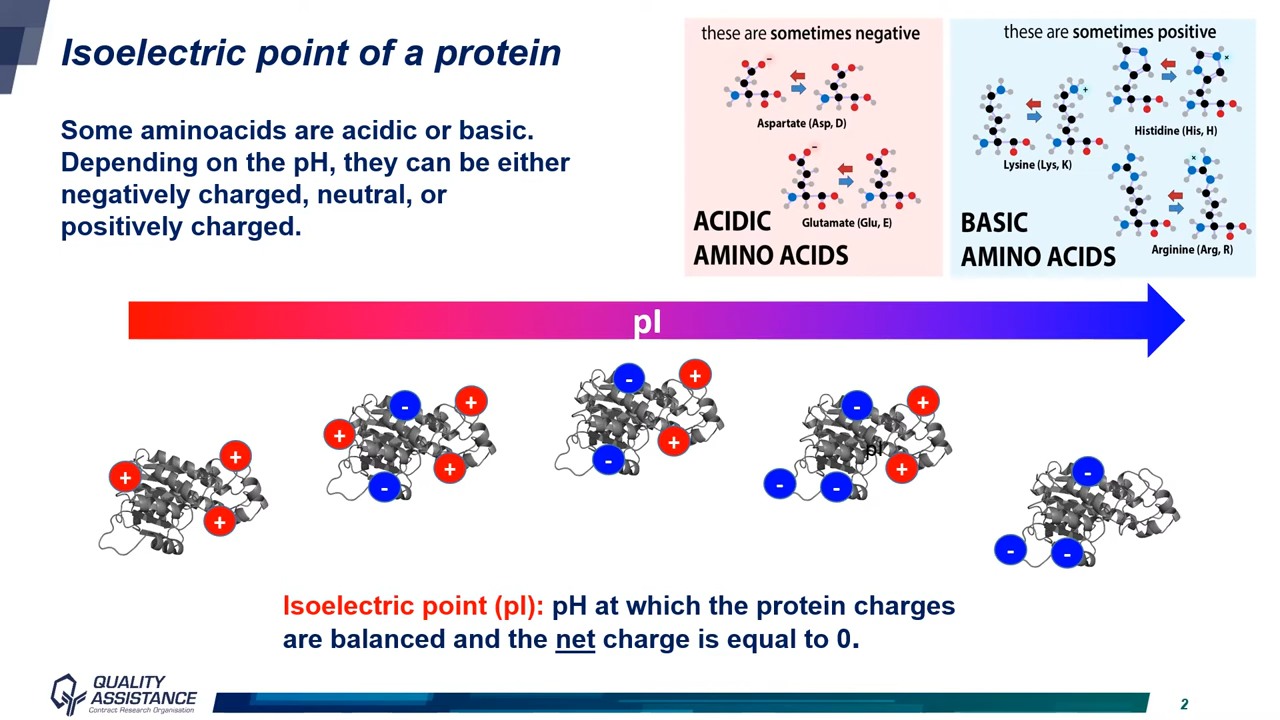 Isoelectric point of a protein
Some aminoacids are acidic or basic.
Depending on the pH, they can be either
negatively charged, neutral, or
positively charged.
these are sometimes negative
-
Aspartate (Asp, D)
-
Glutamate (Glu, E)
ACIDIC
AMINO ACIDS
these are sometimes positive
+
Histidine (His, H)
+
Lysine (Lys, K)
+
Arginine (Arg, R)
BASIC
AMINO ACIDS
pI
+ + +
+ - + + -
- + + -
- + + - -
- - -
pI
Isoelectric point (pI): pH at which the protein charges
are balanced and the net charge is equal to 0.
QUALITY
ASSISTANCE
Contract Research Organisation
2